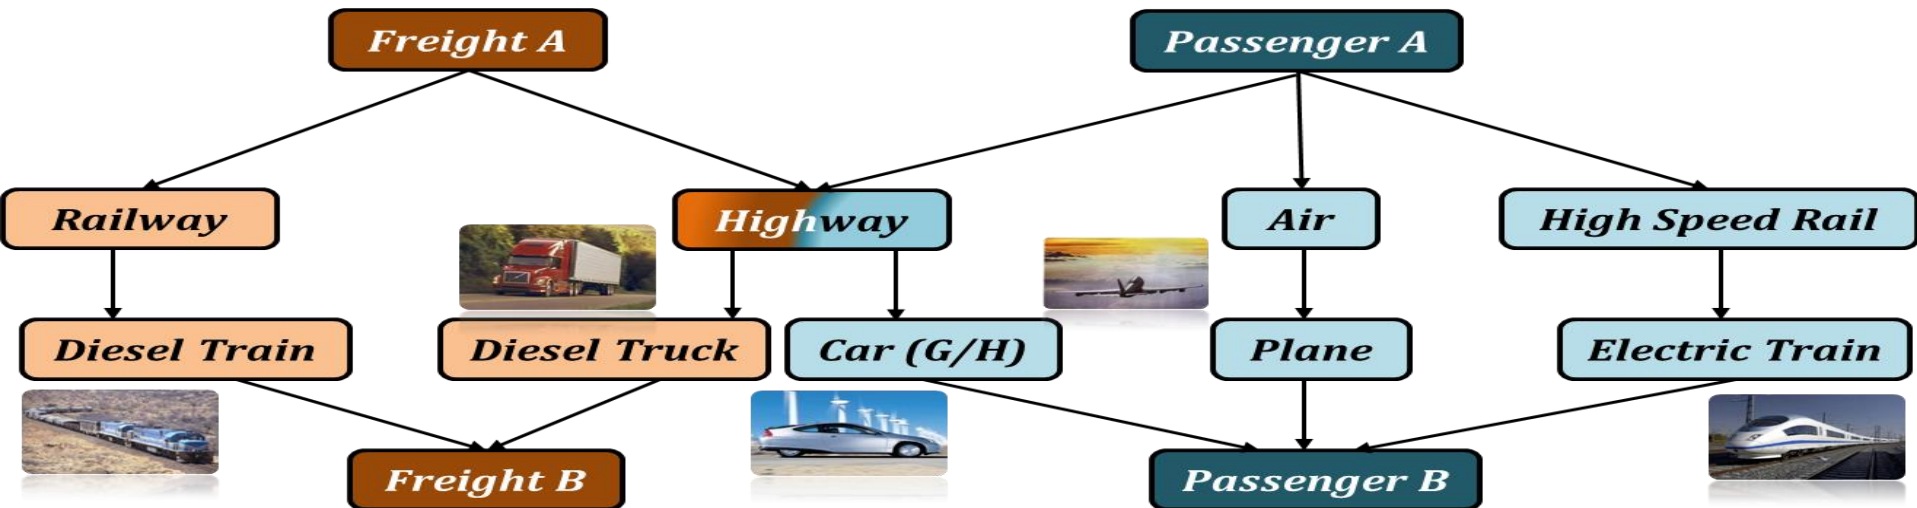 Freight A
Passenger A
Railway
Highway
Air
High Speed Rail
Diesel Train
Diesel Truck
Car (G/H)
Plane
Electric Train
Freight B
Passenger B